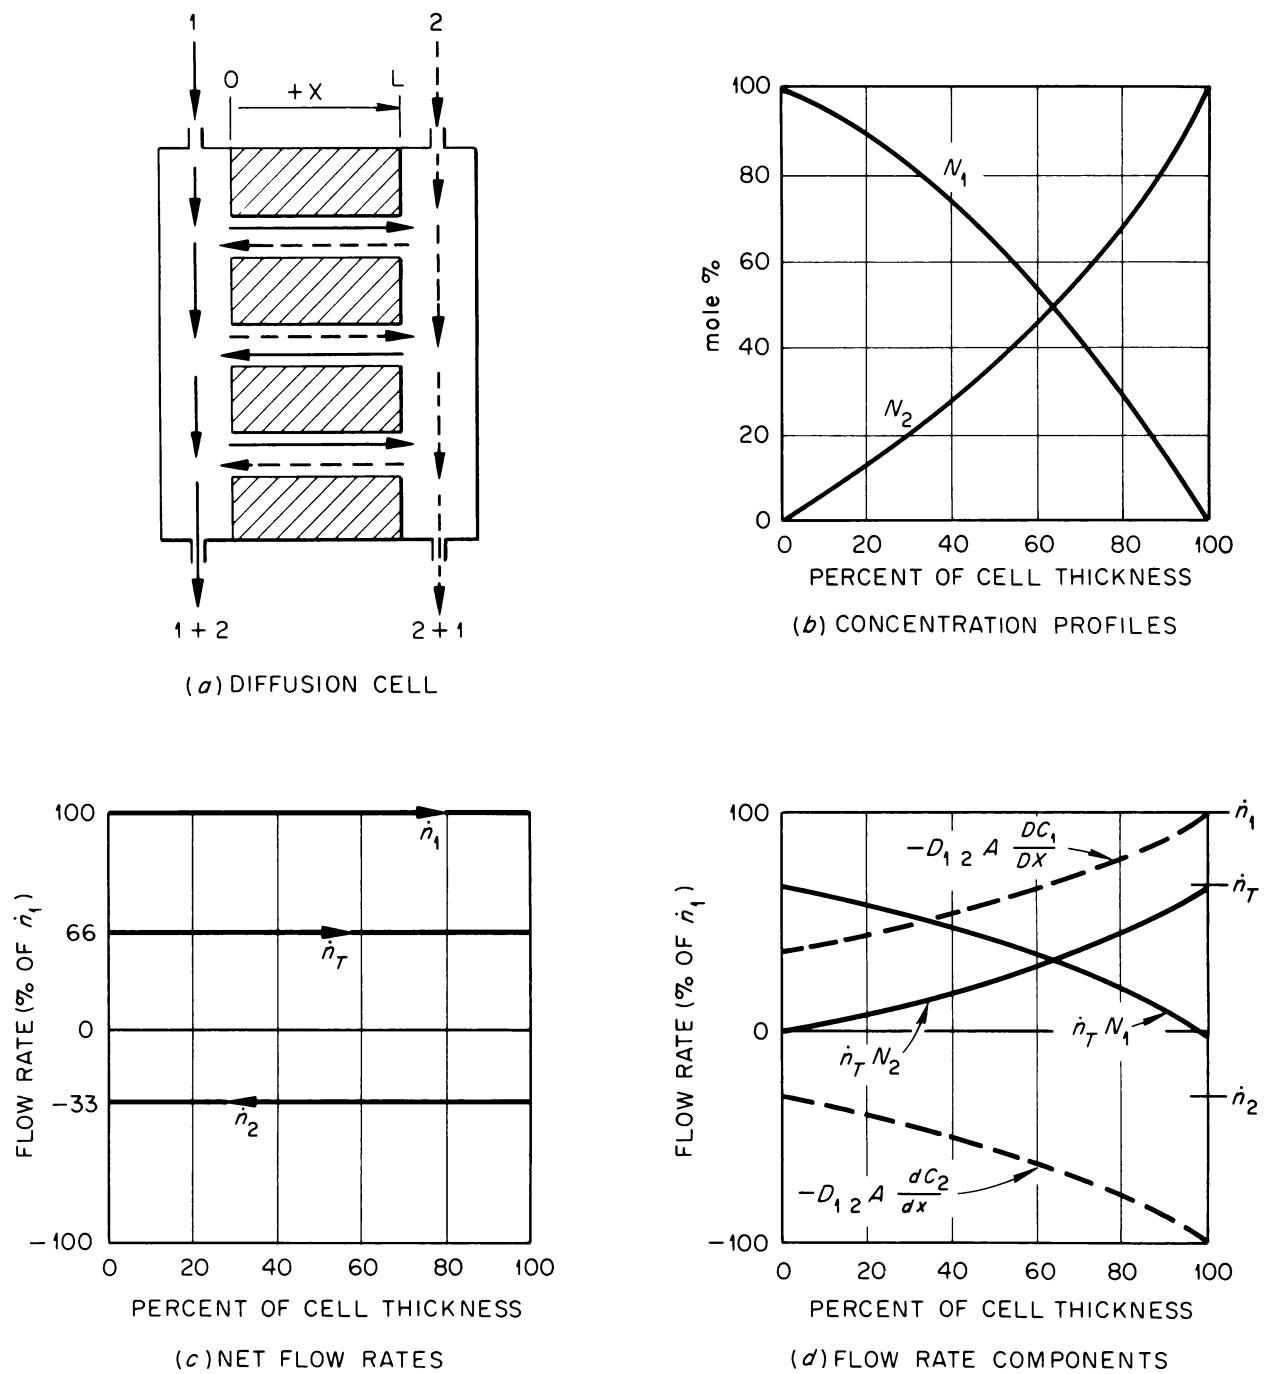 1
2
O
L
+X
1 + 2
2 + 1
(a) DIFFUSION CELL
100
80
60
40
20
0
mole %
N1
N2
0 20 40 60 80 100
PERCENT OF CELL THICKNESS
(b) CONCENTRATION PROFILES
100
66
0
-33
-100
FLOW RATE (% OF ṅ1)
ṅ1
ṅT
ṅ2
0 20 40 60 80 100
PERCENT OF CELL THICKNESS
(c) NET FLOW RATES
100
0
-100
FLOW RATE (% OF ṅ1)
-D1 2 A DC1/DX
ṅ1
ṅT
ṅT N1
ṅT N2
ṅ2
-D1 2 A dC2/dx
0 20 40 60 80 100
PERCENT OF CELL THICKNESS
(d) FLOW RATE COMPONENTS